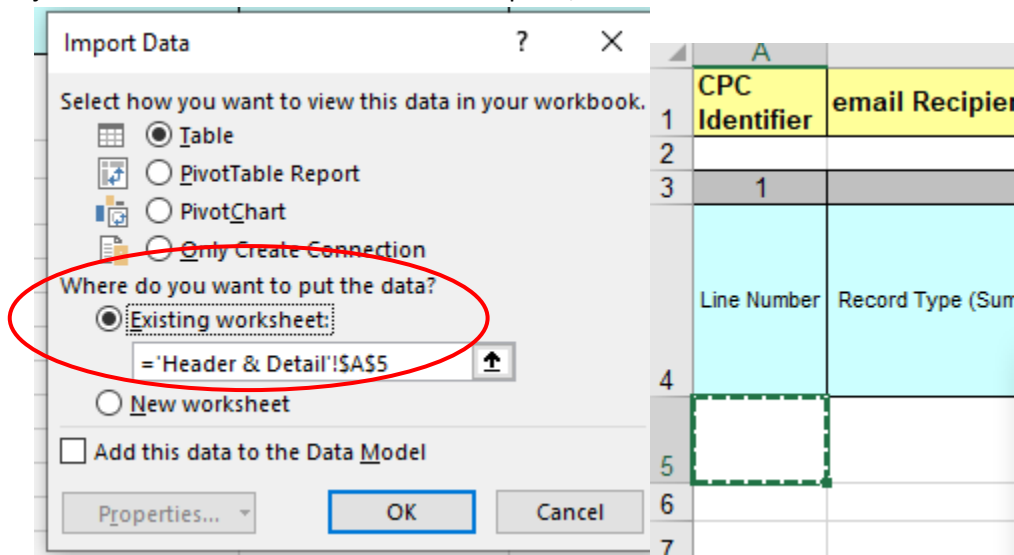 Import Data ? ×
Select how you want to view this data in your workbook.
Table
PivotTable Report
PivotChart
Only Create Connection
Where do you want to put the data?
Existing worksheet:
='Header & Detail'!$A$5
New worksheet
Add this data to the Data Model
Properties...
OK
Cancel
A
1
CPC
Identifier
email
2
3
1
4
Line Number
Record Type
5
6
7